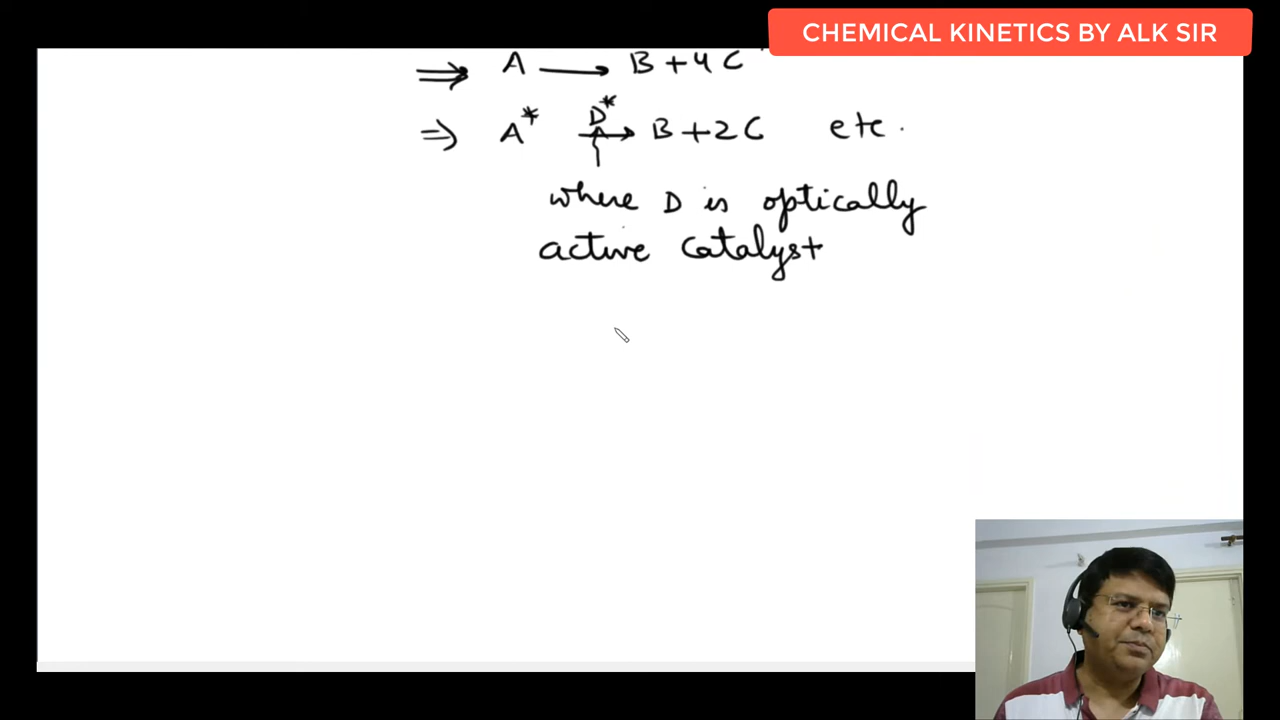 CHEMICAL KINETICS BY ALK SIR
⇒ A → B + 4C
D*
⇒ A* → B + 2C etc.
where D is optically
active catalyst